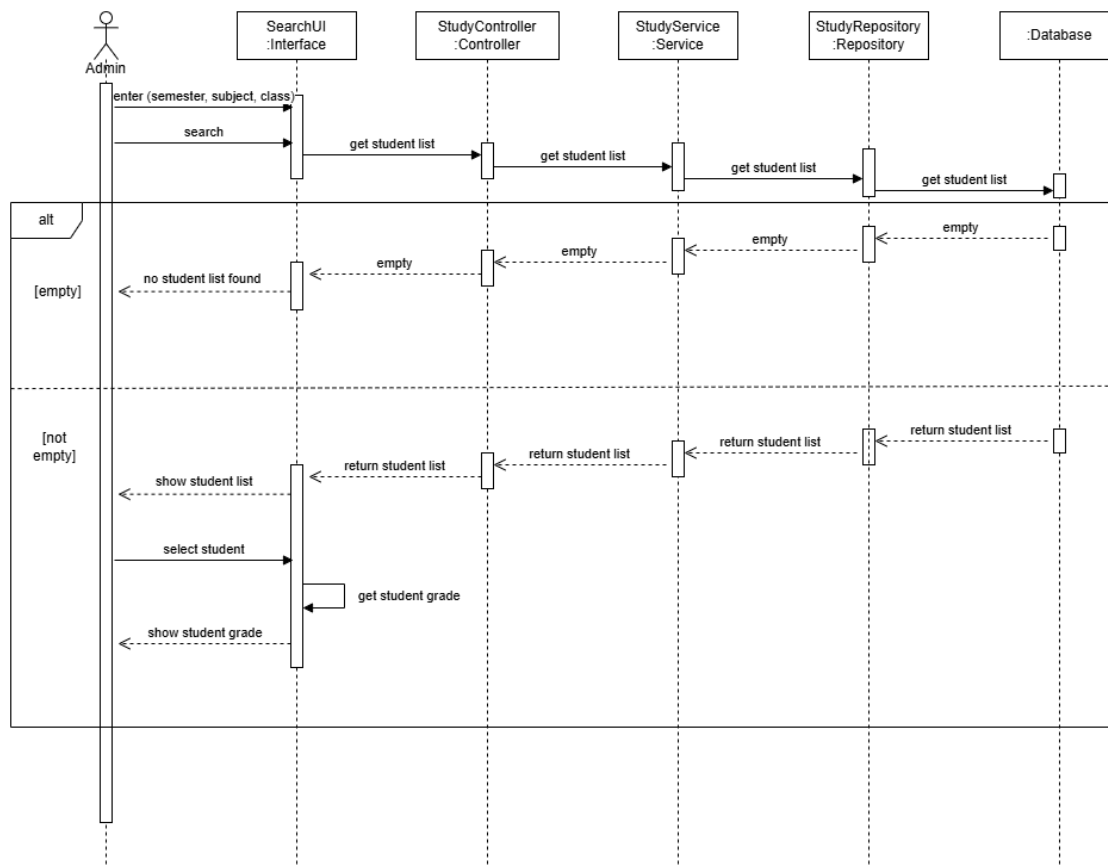 SearchUI
:Interface
StudyController
:Controller
StudyService
:Service
StudyRepository
:Repository
:Database
Admin
enter (semester, subject, class)
search
get student list
get student list
get student list
get student list
alt
empty
empty
empty
empty
no student list found
[empty]
[not
empty]
return student list
return student list
return student list
return student list
show student list
select student
get student grade
show student grade